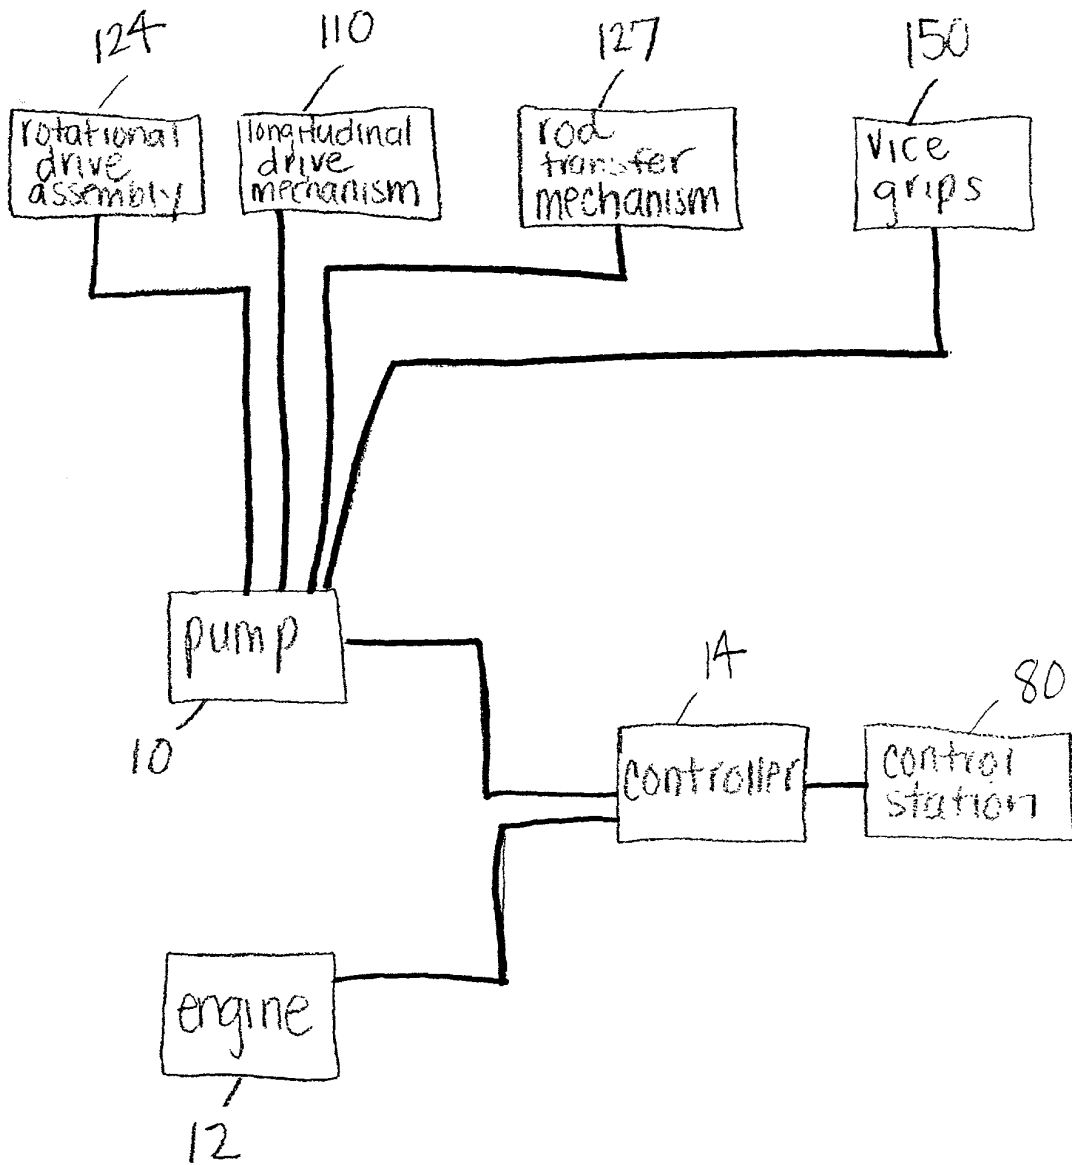 124
110
127
150
rotational
drive
assembly
longitudinal
drive
mechanism
rod
transfer
mechanism
vice
grips
pump
10
14
80
controller
control
station
engine
12